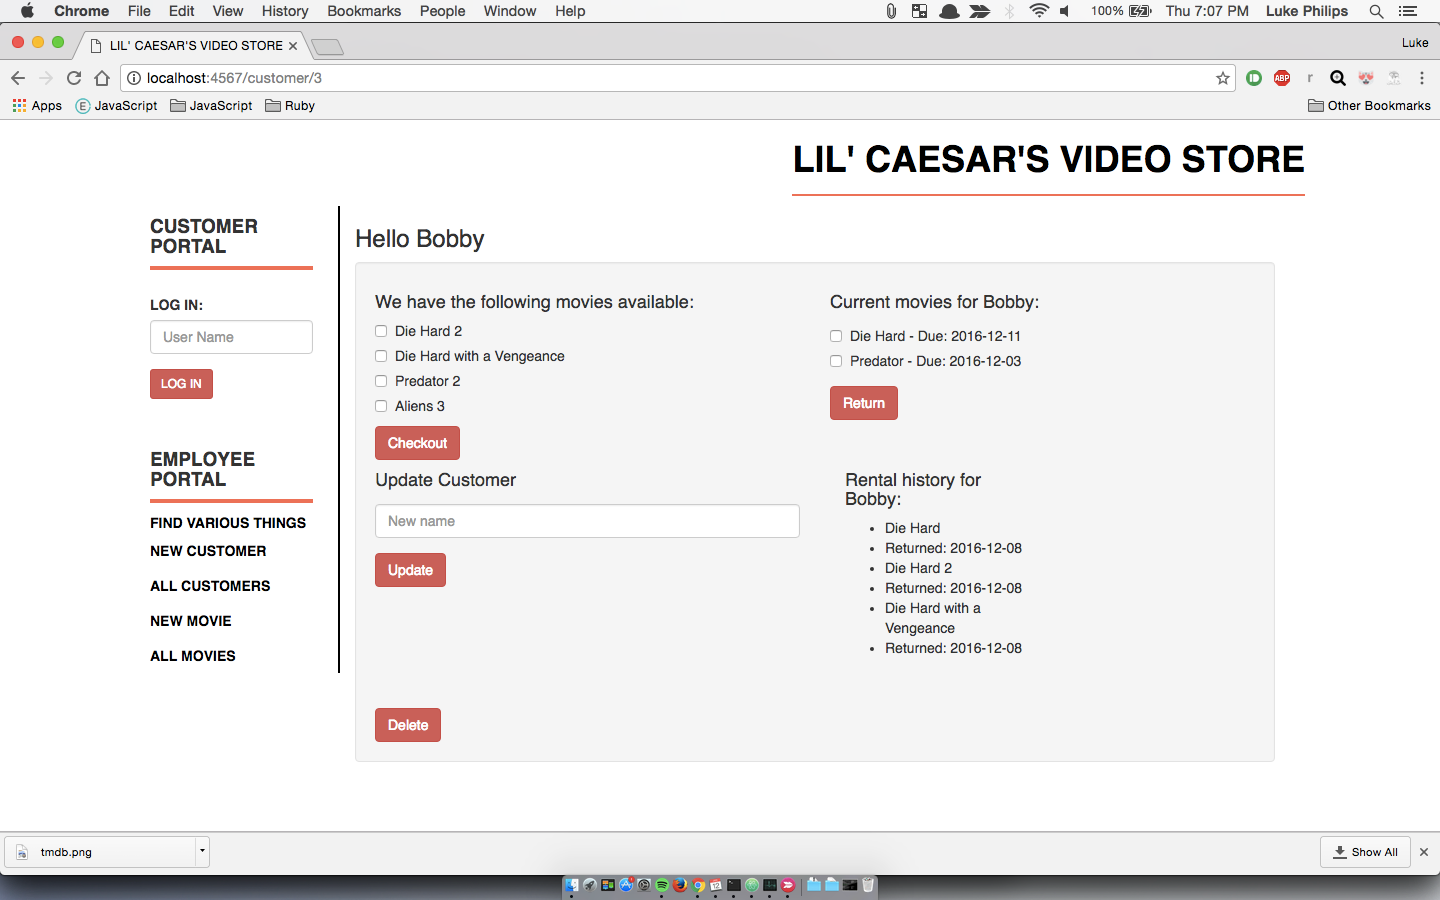 Chrome File Edit View History Bookmarks People Window Help 100% Thu 7:07 PM Luke Philips
LIL' CAESAR'S VIDEO STORE Luke
localhost:4567/customer/3 ABP r
Apps E JavaScript JavaScript Ruby Other Bookmarks
LIL' CAESAR'S VIDEO STORE
CUSTOMER
PORTAL
LOG IN:
User Name
LOG IN
EMPLOYEE
PORTAL
FIND VARIOUS THINGS
NEW CUSTOMER
ALL CUSTOMERS
NEW MOVIE
ALL MOVIES
Hello Bobby
We have the following movies available:
Die Hard 2
Die Hard with a Vengeance
Predator 2
Aliens 3
Checkout
Current movies for Bobby:
Die Hard - Due: 2016-12-11
Predator - Due: 2016-12-03
Return
Update Customer
New name
Update
Rental history for
Bobby:
Die Hard
Returned: 2016-12-08
Die Hard 2
Returned: 2016-12-08
Die Hard with a
Vengeance
Returned: 2016-12-08
Delete
tmdb.png Show All